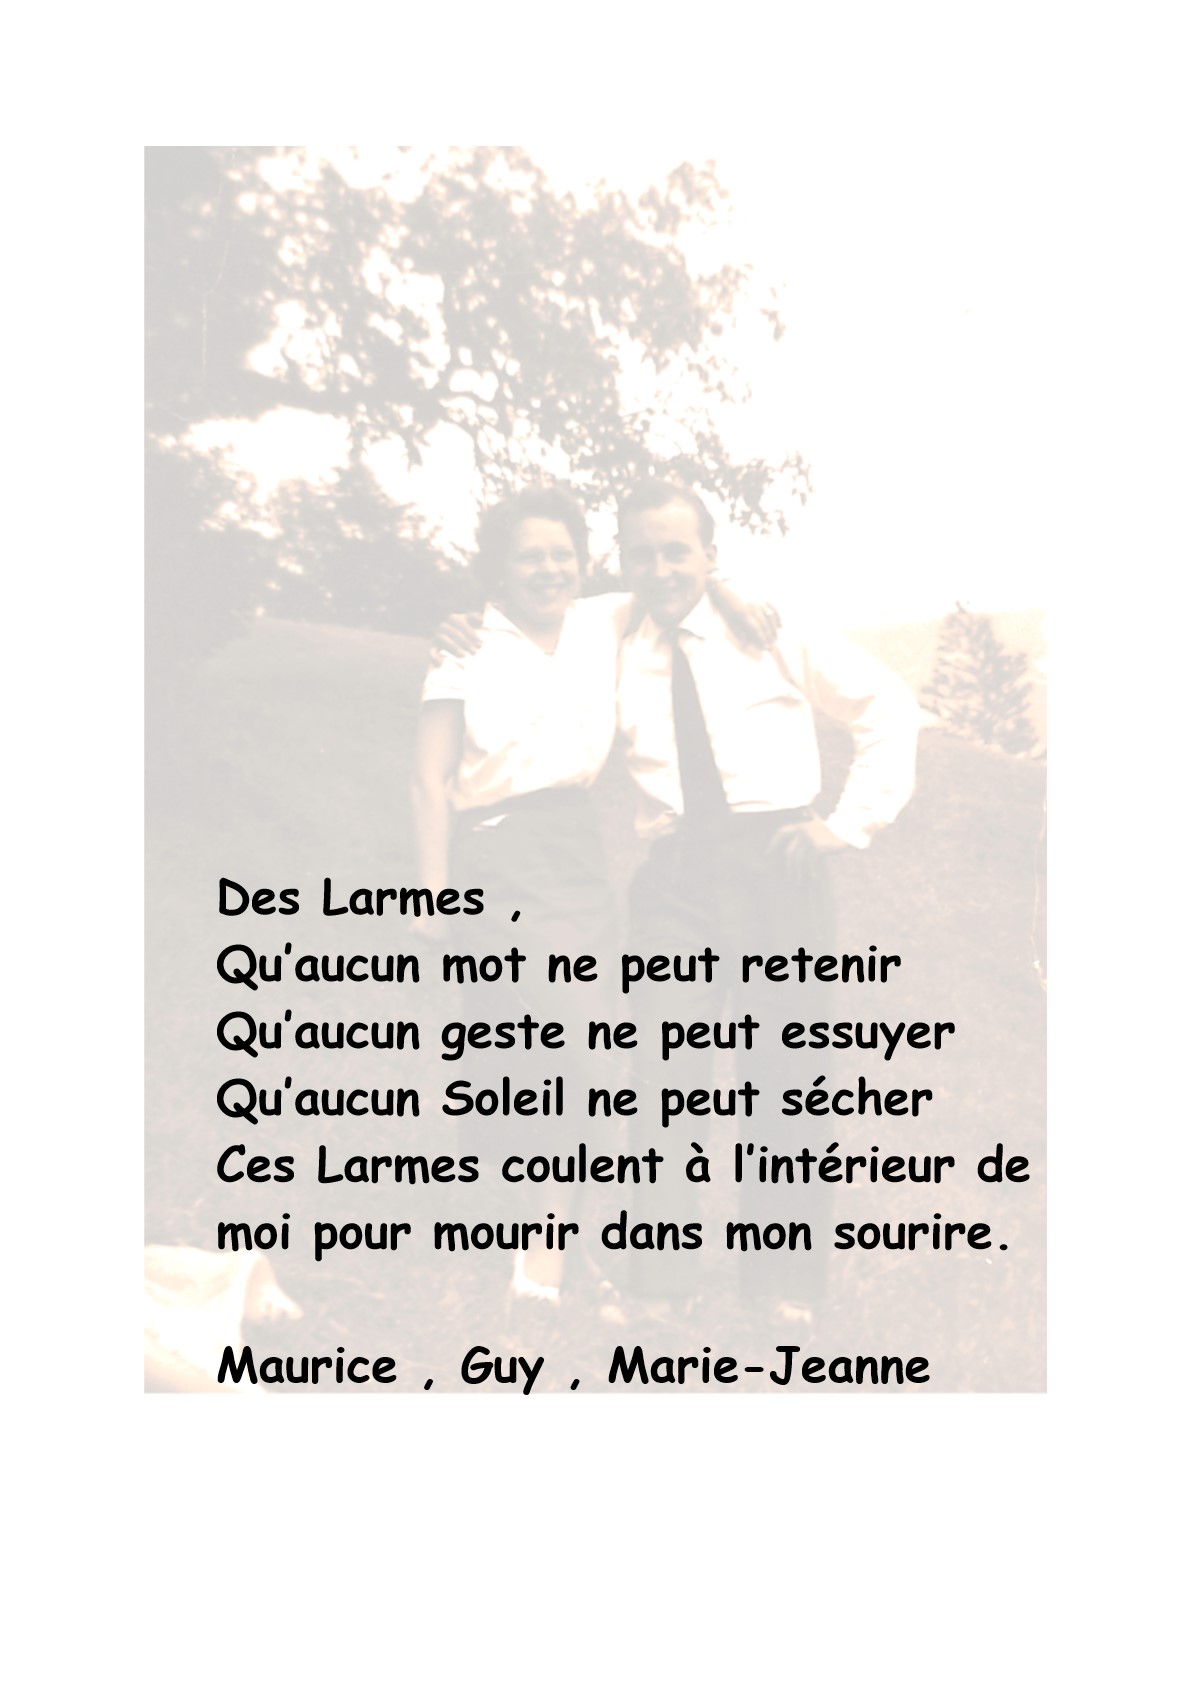 Des Larmes ,
Qu'aucun mot ne peut retenir
Qu'aucun geste ne peut essuyer
Qu'aucun Soleil ne peut sécher
Ces Larmes coulent à l'intérieur de
moi pour mourir dans mon sourire.
Maurice , Guy , Marie-Jeanne